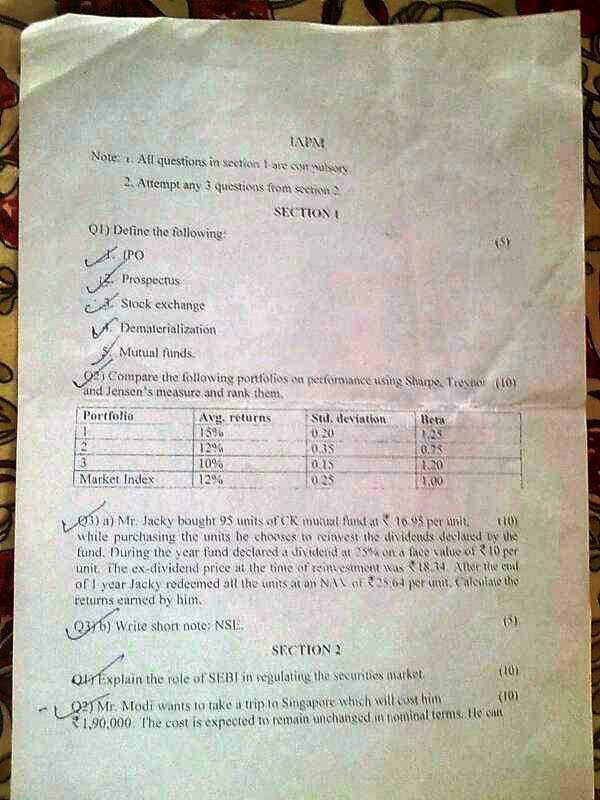 IAPM
Note: 1. All questions in section 1 are compulsory
2. Attempt any 3 questions from section 2
SECTION 1
Q1) Define the following: (5)
1. IPO
2. Prospectus
3. Stock exchange
4. Dematerialization
5. Mutual funds.
Q2) Compare the following portfolios on performance using Sharpe, Treynor (10)
and Jensen's measure and rank them.
Portfolio Avg. returns Std. deviation Beta
1 15% 0.20 1.25
2 12% 0.35 0.75
3 10% 0.15 1.20
Market Index 12% 0.25 1.00
Q3) a) Mr. Jacky bought 95 units of CK mutual fund at ₹ 16.95 per unit, (10)
while purchasing the units he chooses to reinvest the dividends declared by the
fund. During the year fund declared a dividend at 25% on a face value of ₹10 per
unit. The ex-dividend price at the time of reinvestment was ₹18.34. After the end
of 1 year Jacky redeemed all the units at an NAV of ₹25.64 per unit. Calculate the
returns earned by him.
Q3) b) Write short note: NSE. (5)
SECTION 2
Q1) Explain the role of SEBI in regulating the securities market. (10)
Q2) Mr. Modi wants to take a trip to Singapore which will cost him (10)
₹1,90,000. The cost is expected to remain unchanged in nominal terms. He can